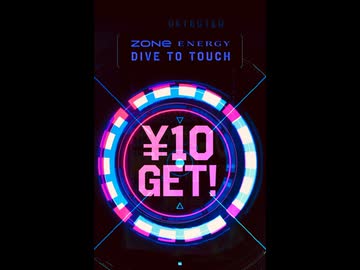 DETECTED
ZONE ENERGY
DIVE TO TOUCH
¥10
GET!